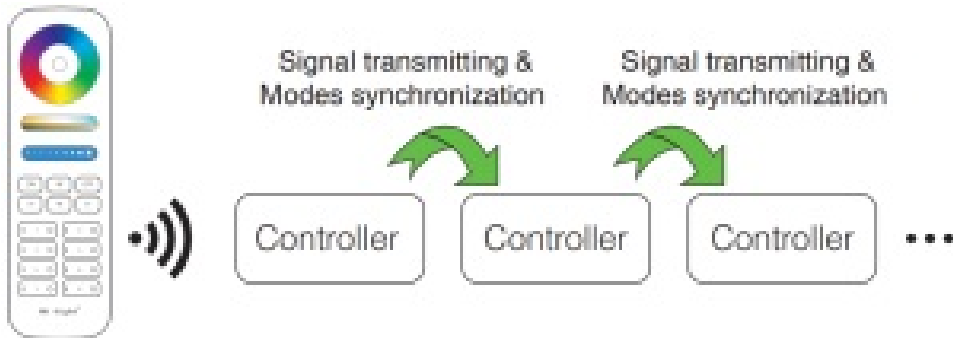 Signal transmitting &
Modes synchronization
Signal transmitting &
Modes synchronization
Controller
Controller
Controller